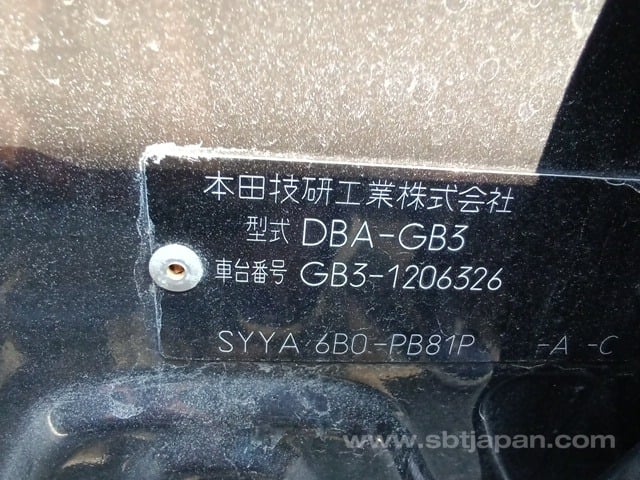 本田技研工業株式会社
型式 DBA-GB3
車台番号 GB3-1206326
SYYA 6B0-PB81P -A -C
www.sbtjapan.com